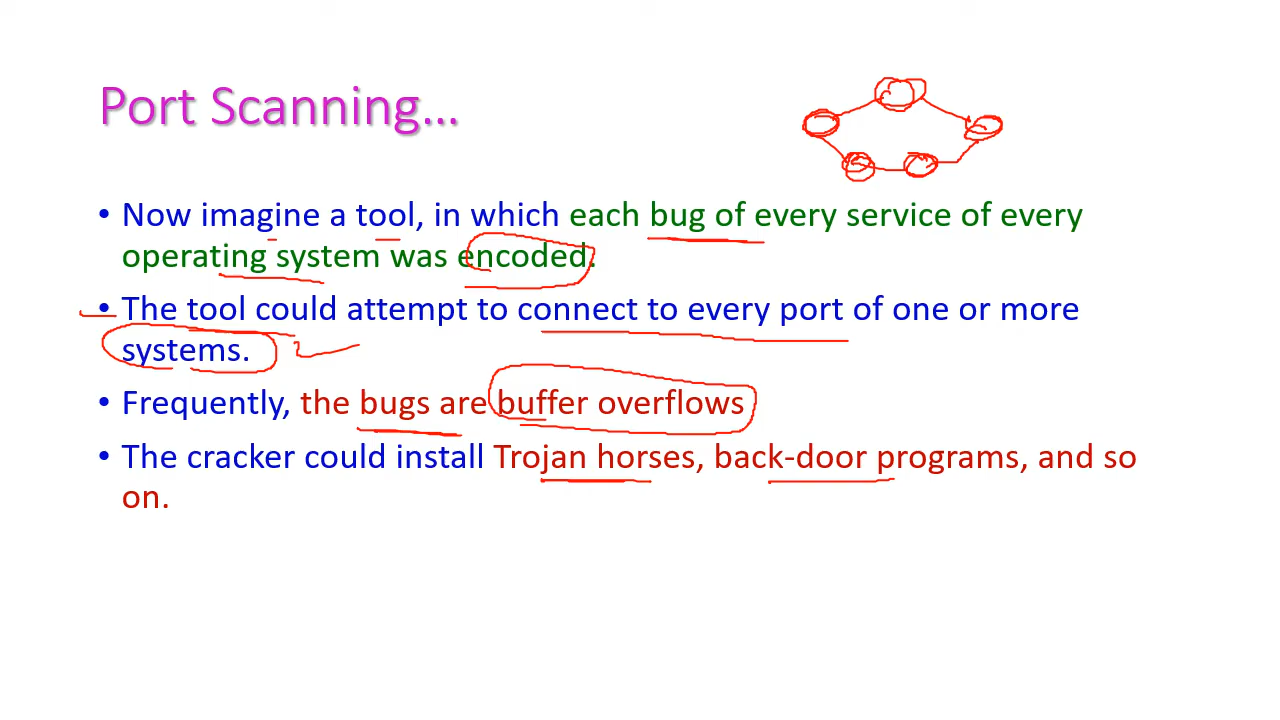 Port Scanning...
• Now imagine a tool, in which each bug of every service of every
operating system was encoded.
• The tool could attempt to connect to every port of one or more
systems.
• Frequently, the bugs are buffer overflows
• The cracker could install Trojan horses, back-door programs, and so
on.